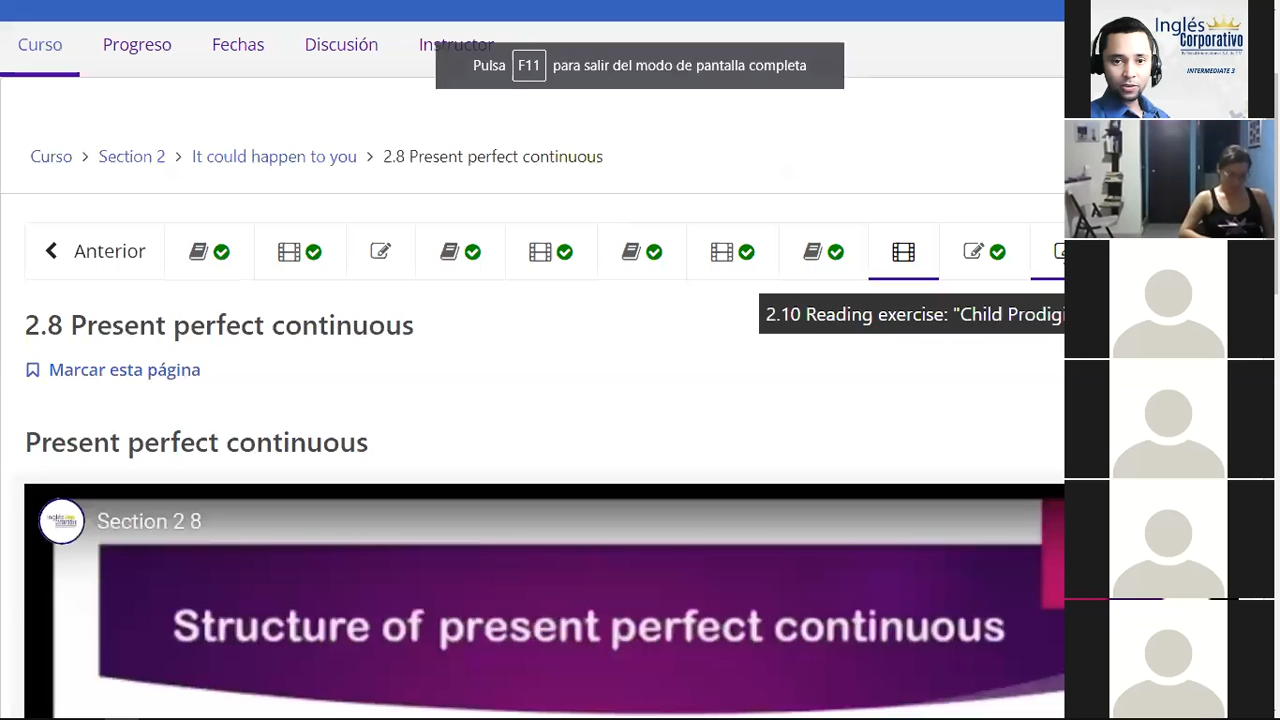 Curso Progreso Fechas Discusión Instructor
Pulsa F11 para salir del modo de pantalla completa
Inglés
Corporativo
INTERMEDIATE 3
Curso > Section 2 > It could happen to you > 2.8 Present perfect continuous
Anterior
2.10 Reading exercise: "Child Prodigi
2.8 Present perfect continuous
Marcar esta página
Present perfect continuous
Section 2 8
Structure of present perfect continuous